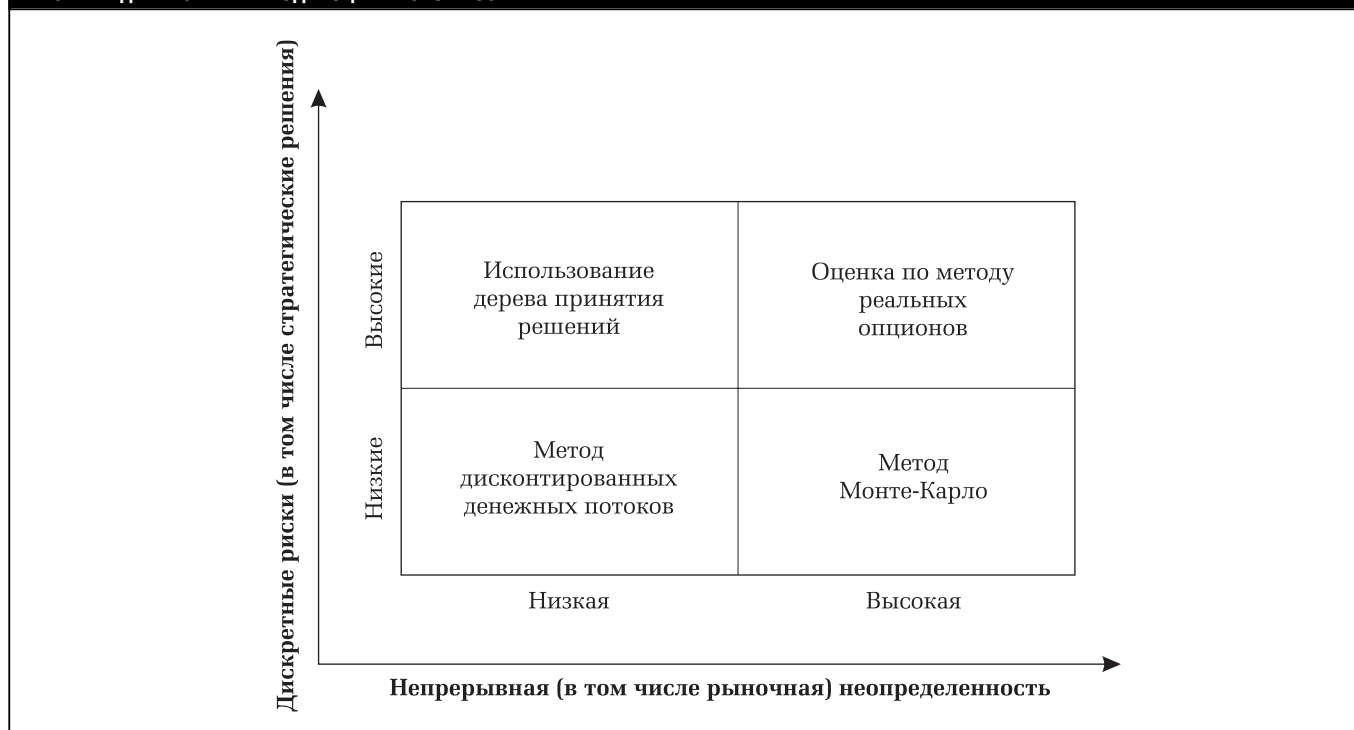 Дискретные риски (в том числе стратегические решения)
Высокие
Использование
дерева принятия
решений
Оценка по методу
реальных
опционов
Низкие
Метод
дисконтированных
денежных потоков
Метод
Монте-Карло
Низкая
Высокая
Непрерывная (в том числе рыночная) неопределенность